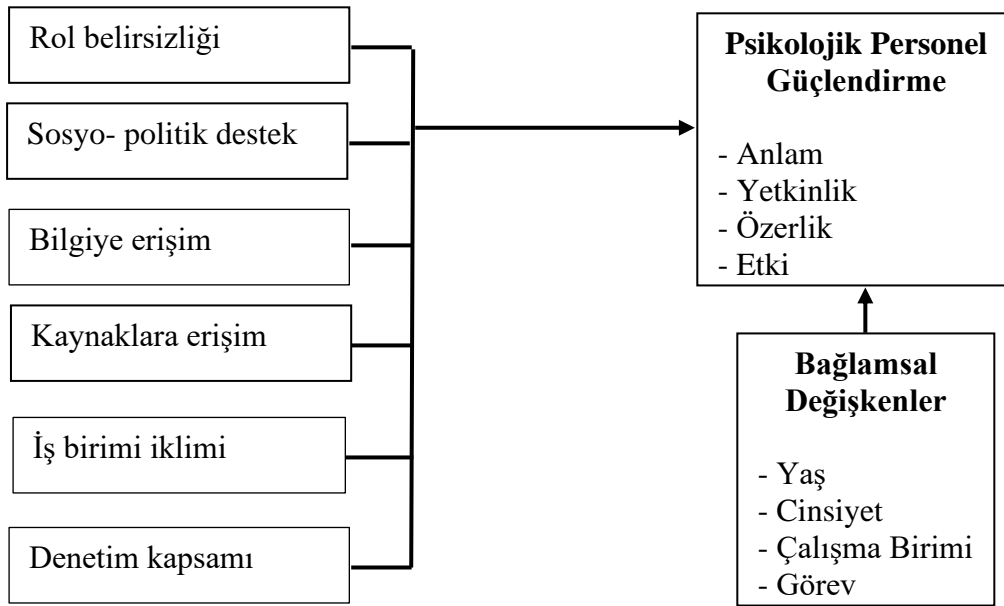 Rol belirsizliği
Sosyo- politik destek
Bilgiye erişim
Kaynaklara erişim
İş birimi iklimi
Denetim kapsamı
Psikolojik Personel
Güçlendirme
- Anlam
- Yetkinlik
- Özerlik
- Etki
Bağlamsal
Değişkenler
- Yaş
- Cinsiyet
- Çalışma Birimi
- Görev